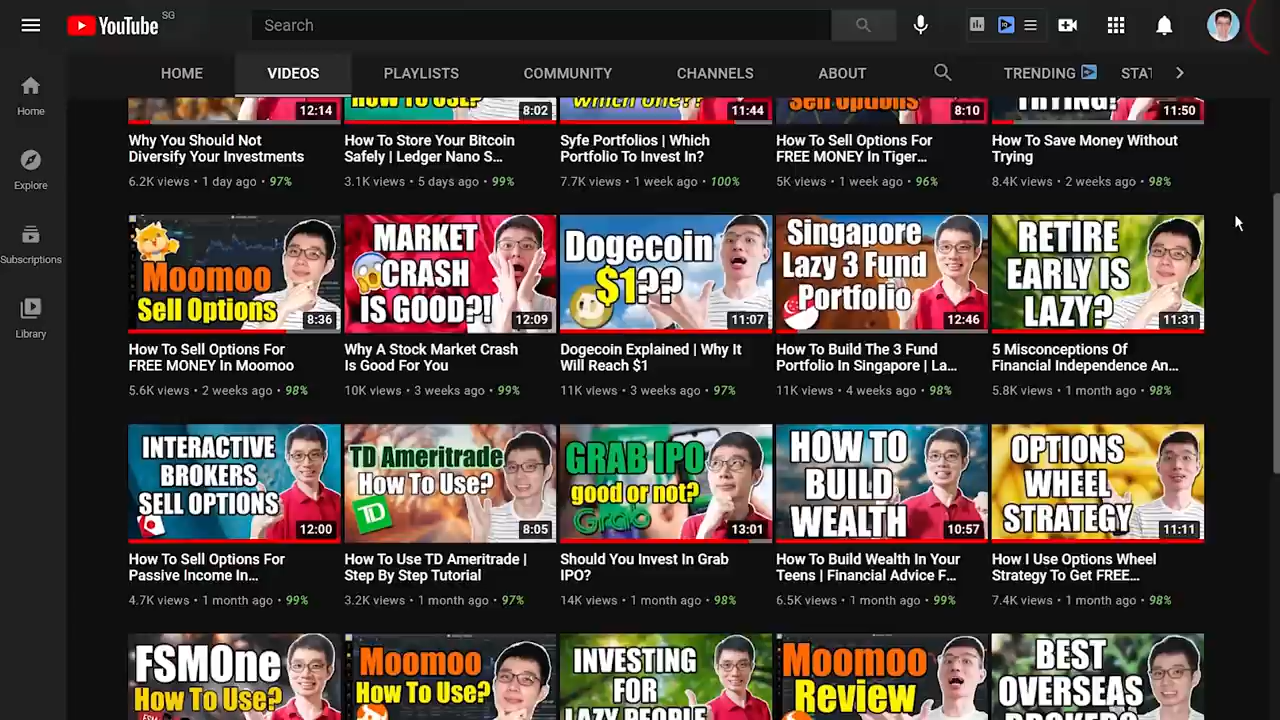 YouTube SG
Search
HOME VIDEOS PLAYLISTS COMMUNITY CHANNELS ABOUT TRENDING STAT
Home
Explore
Subscriptions
Library
12:14
HOW TO USE?
8:02
which one??
11:44
Sell Options
8:10
TRYING!
11:50
Why You Should Not
Diversify Your Investments
6.2K views • 1 day ago • 97%
How To Store Your Bitcoin
Safely | Ledger Nano S...
3.1K views • 5 days ago • 99%
Syfe Portfolios | Which
Portfolio To Invest In?
7.7K views • 1 week ago • 100%
How To Sell Options For
FREE MONEY In Tiger...
5K views • 1 week ago • 96%
How To Save Money Without
Trying
8.4K views • 2 weeks ago • 98%
Moomoo
Sell Options
8:36
How To Sell Options For
FREE MONEY In Moomoo
5.6K views • 2 weeks ago • 98%
MARKET
CRASH
IS GOOD?!
12:09
Why A Stock Market Crash
Is Good For You
10K views • 3 weeks ago • 99%
Dogecoin
$1??
11:07
Dogecoin Explained | Why It
Will Reach $1
11K views • 3 weeks ago • 97%
Singapore
Lazy 3 Fund
Portfolio
12:46
How To Build The 3 Fund
Portfolio In Singapore | La...
11K views • 4 weeks ago • 98%
RETIRE
EARLY IS
LAZY?
11:31
5 Misconceptions Of
Financial Independence An...
5.8K views • 1 month ago • 98%
INTERACTIVE
BROKERS
SELL OPTIONS
12:00
How To Sell Options For
Passive Income In...
4.7K views • 1 month ago • 99%
TD Ameritrade
How To Use?
TD
8:05
How To Use TD Ameritrade |
Step By Step Tutorial
3.2K views • 1 month ago • 97%
GRAB IPO
good or not?
Grab
13:01
Should You Invest In Grab
IPO?
14K views • 1 month ago • 98%
HOW TO
BUILD
WEALTH
10:57
How To Build Wealth In Your
Teens | Financial Advice F...
6.5K views • 1 month ago • 99%
OPTIONS
WHEEL
STRATEGY
11:11
How I Use Options Wheel
Strategy To Get FREE...
7.4K views • 1 month ago • 98%
FSMOne
How To Use?
FSM
Moomoo
How To Use?
INVESTING
FOR
LAZY PEOPLE
Moomoo
Review
BEST
OVERSEAS
BROKERS